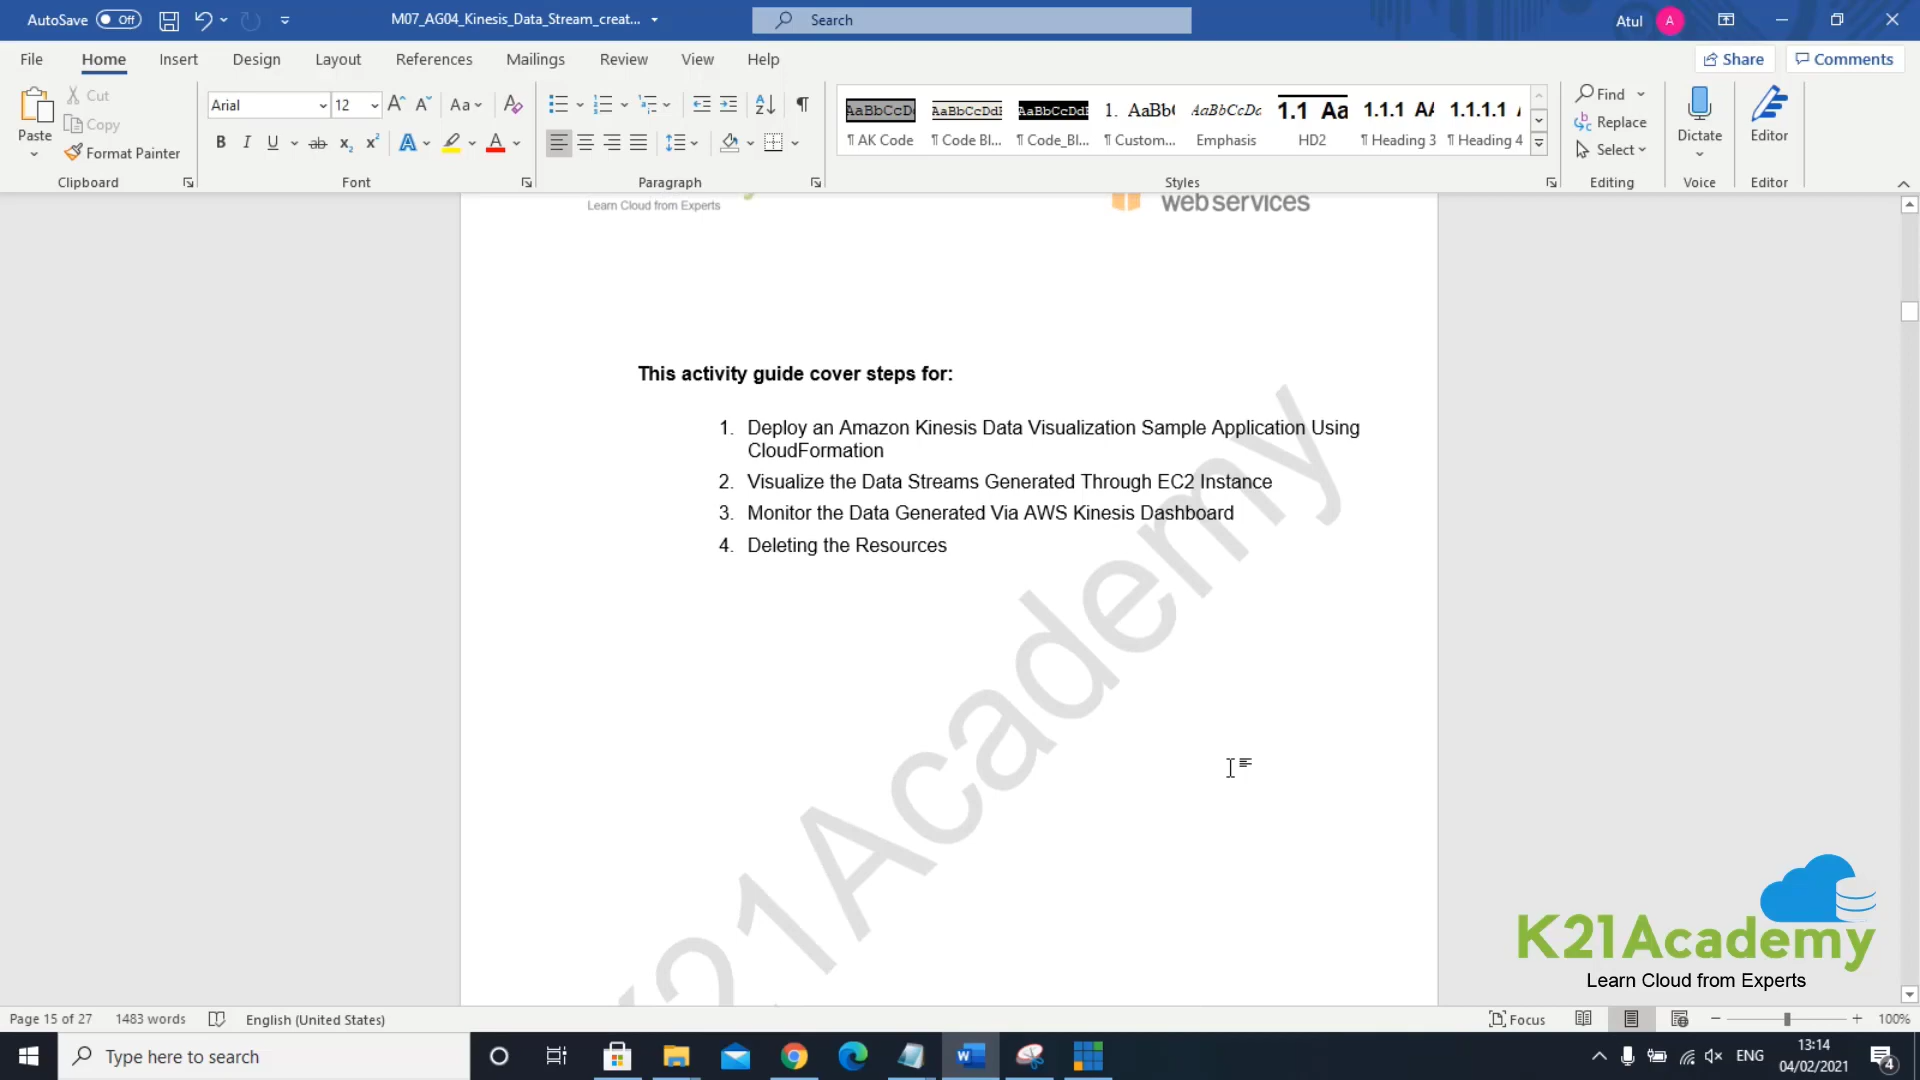 AutoSave Off M07_AG04_Kinesis_Data_Stream_creat... Search Atul A
File Home Insert Design Layout References Mailings Review View Help Share Comments
Paste Cut Copy Format Painter Clipboard
Arial 12 Aa Font
Paragraph
AaBbCcD AaBbCcDdI AaBbCcDdI 1. AaBb( AaBbCcDc 1.1 Aa 1.1.1 AA 1.1.1.1
¶ AK Code ¶ Code Bl... ¶ Code_Bl... ¶ Custom... Emphasis HD2 ¶ Heading 3 ¶ Heading 4
Styles
Find Replace Select Editing
Dictate Voice
Editor Editor
Learn Cloud from Experts
web services
This activity guide cover steps for:
1. Deploy an Amazon Kinesis Data Visualization Sample Application Using
CloudFormation
2. Visualize the Data Streams Generated Through EC2 Instance
3. Monitor the Data Generated Via AWS Kinesis Dashboard
4. Deleting the Resources
K21Academy
K21Academy
Learn Cloud from Experts
Page 15 of 27 1483 words English (United States) Focus 100%
Type here to search ENG 13:14
04/02/2021 4